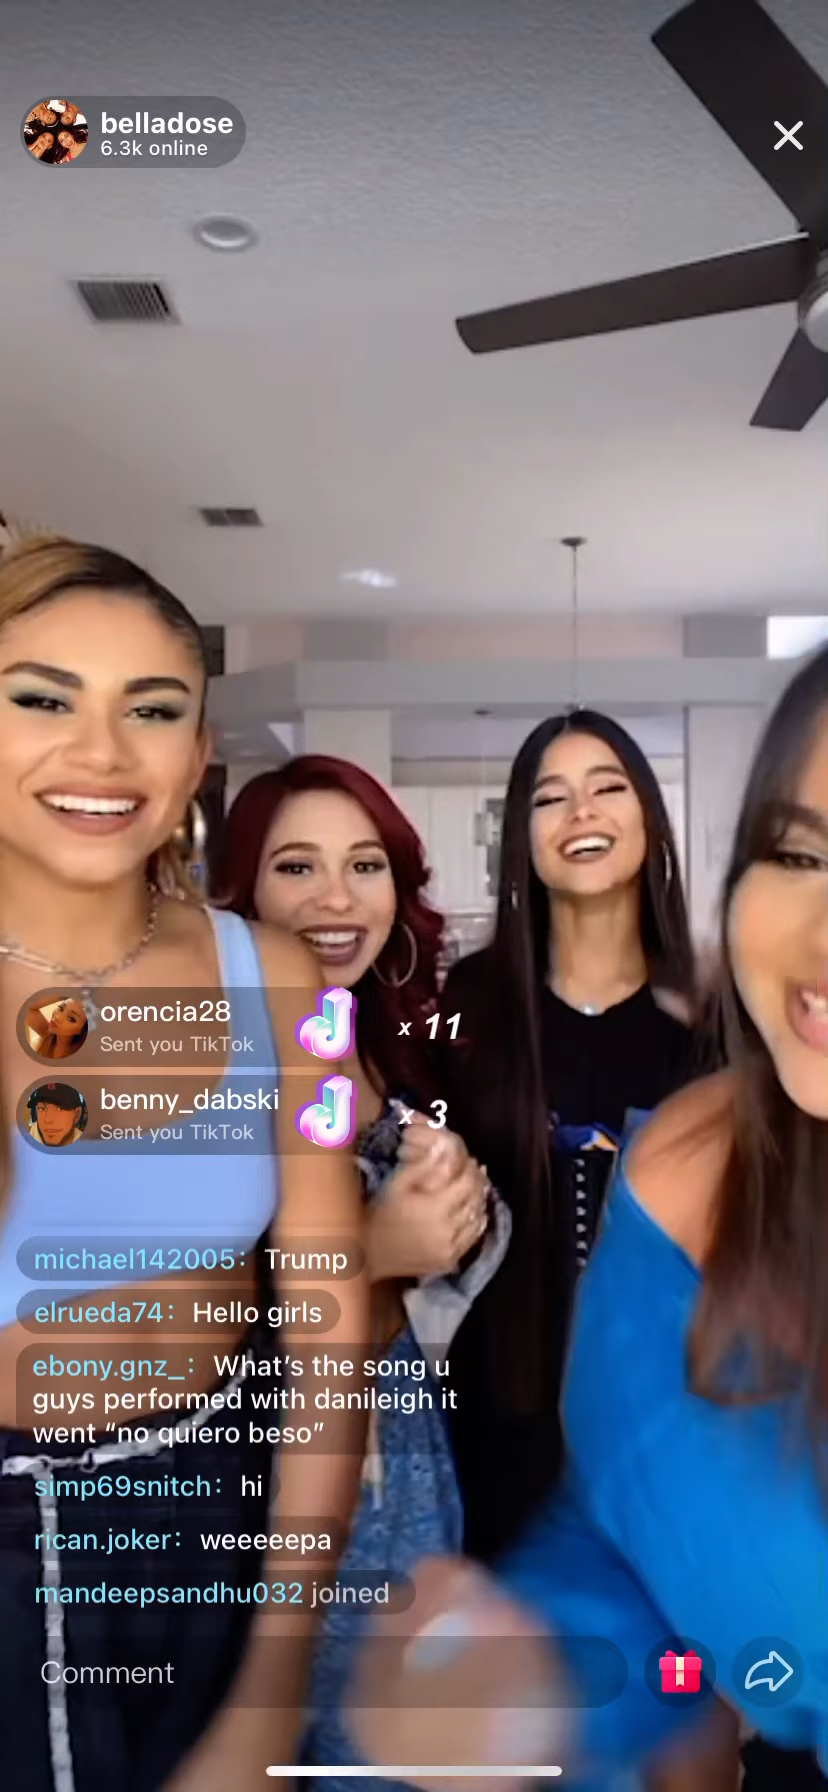 belladose
6.3k online
orencia28
Sent you TikTok
x 11
benny_dabski
Sent you TikTok
x 3
michael142005: Trump
elrueda74: Hello girls
ebony.gnz_: What's the song u
guys performed with danileigh it
went “no quiero beso”
simp69snitch: hi
rican.joker: weeeeepa
mandeepsandhu032 joined
Comment